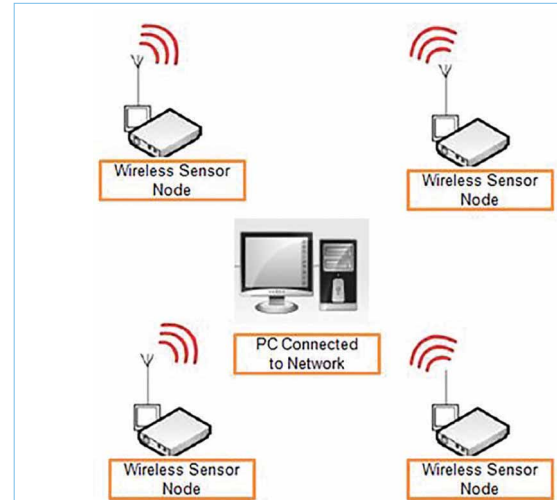 Wireless Sensor
Node
Wireless Sensor
Node
PC Connected
to Network
Wireless Sensor
Node
Wireless Sensor
Node